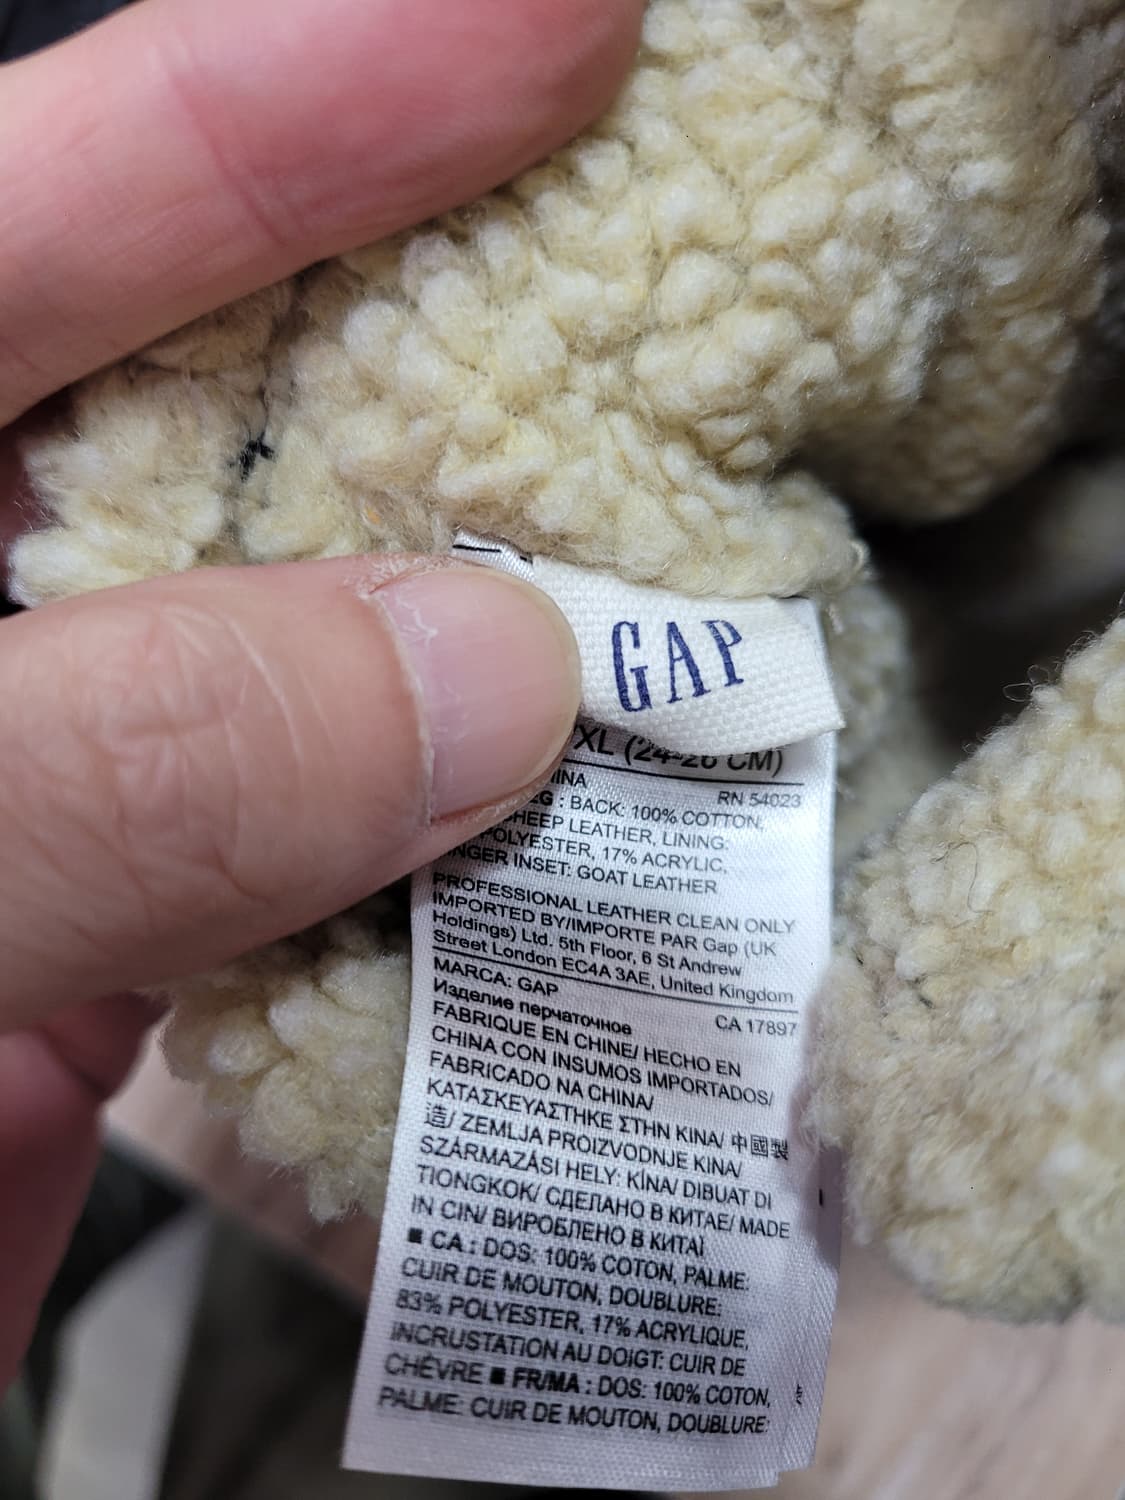 GAP
XL (24-26 CM)
RN 54023
: BACK: 100% COTTON,
LEATHER, LINING:
POLYESTER, 17% ACRYLIC,
INSET: GOAT LEATHER
PROFESSIONAL LEATHER CLEAN ONLY
IMPORTED BY/IMPORTE PAR Gap (UK
Holdings) Ltd. 5th Floor, 6 St Andrew
Street London EC4A 3AE, United Kingdom
MARCA: GAP
Изделие перчаточное CA 17897
FABRIQUE EN CHINE/ HECHO EN
CHINA CON INSUMOS IMPORTADOS/
FABRICADO NA CHINA/
ΚΑΤΑΣΚΕΥΑΣΤΗΚΕ ΣΤΗΝ ΚΙΝΑ/ 中國製
造/ ZEMLJA PROIZVODNJE KINA/
SZÁRMAZÁSI HELY: KÍNA/ DIBUAT DI
TIONGKOK/ СДЕЛАНО В КИТАЕ/ MADE
IN CIN/ ВИРОБЛЕНО В КИТАІ
■ CA : DOS: 100% COTON, PALME:
CUIR DE MOUTON, DOUBLURE:
83% POLYESTER, 17% ACRYLIQUE,
INCRUSTATION AU DOIGT: CUIR DE
CHÈVRE ■ FR/MA : DOS: 100% COTON,
PALME: CUIR DE MOUTON, DOUBLURE: